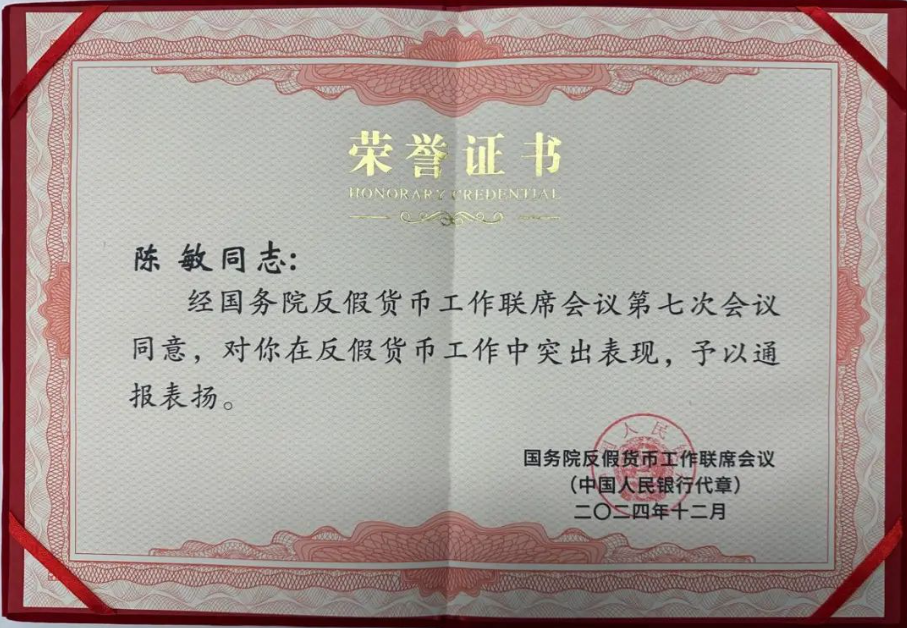 荣誉证书
HONORARY CREDENTIAL
陈 敏同志：
经国务院反假货币工作联席会议第七次会议
同意，对你在反假货币工作中突出表现，予以通
报表扬。
国务院反假货币工作联席会议
（中国人民银行代章）
二〇二四年十二月